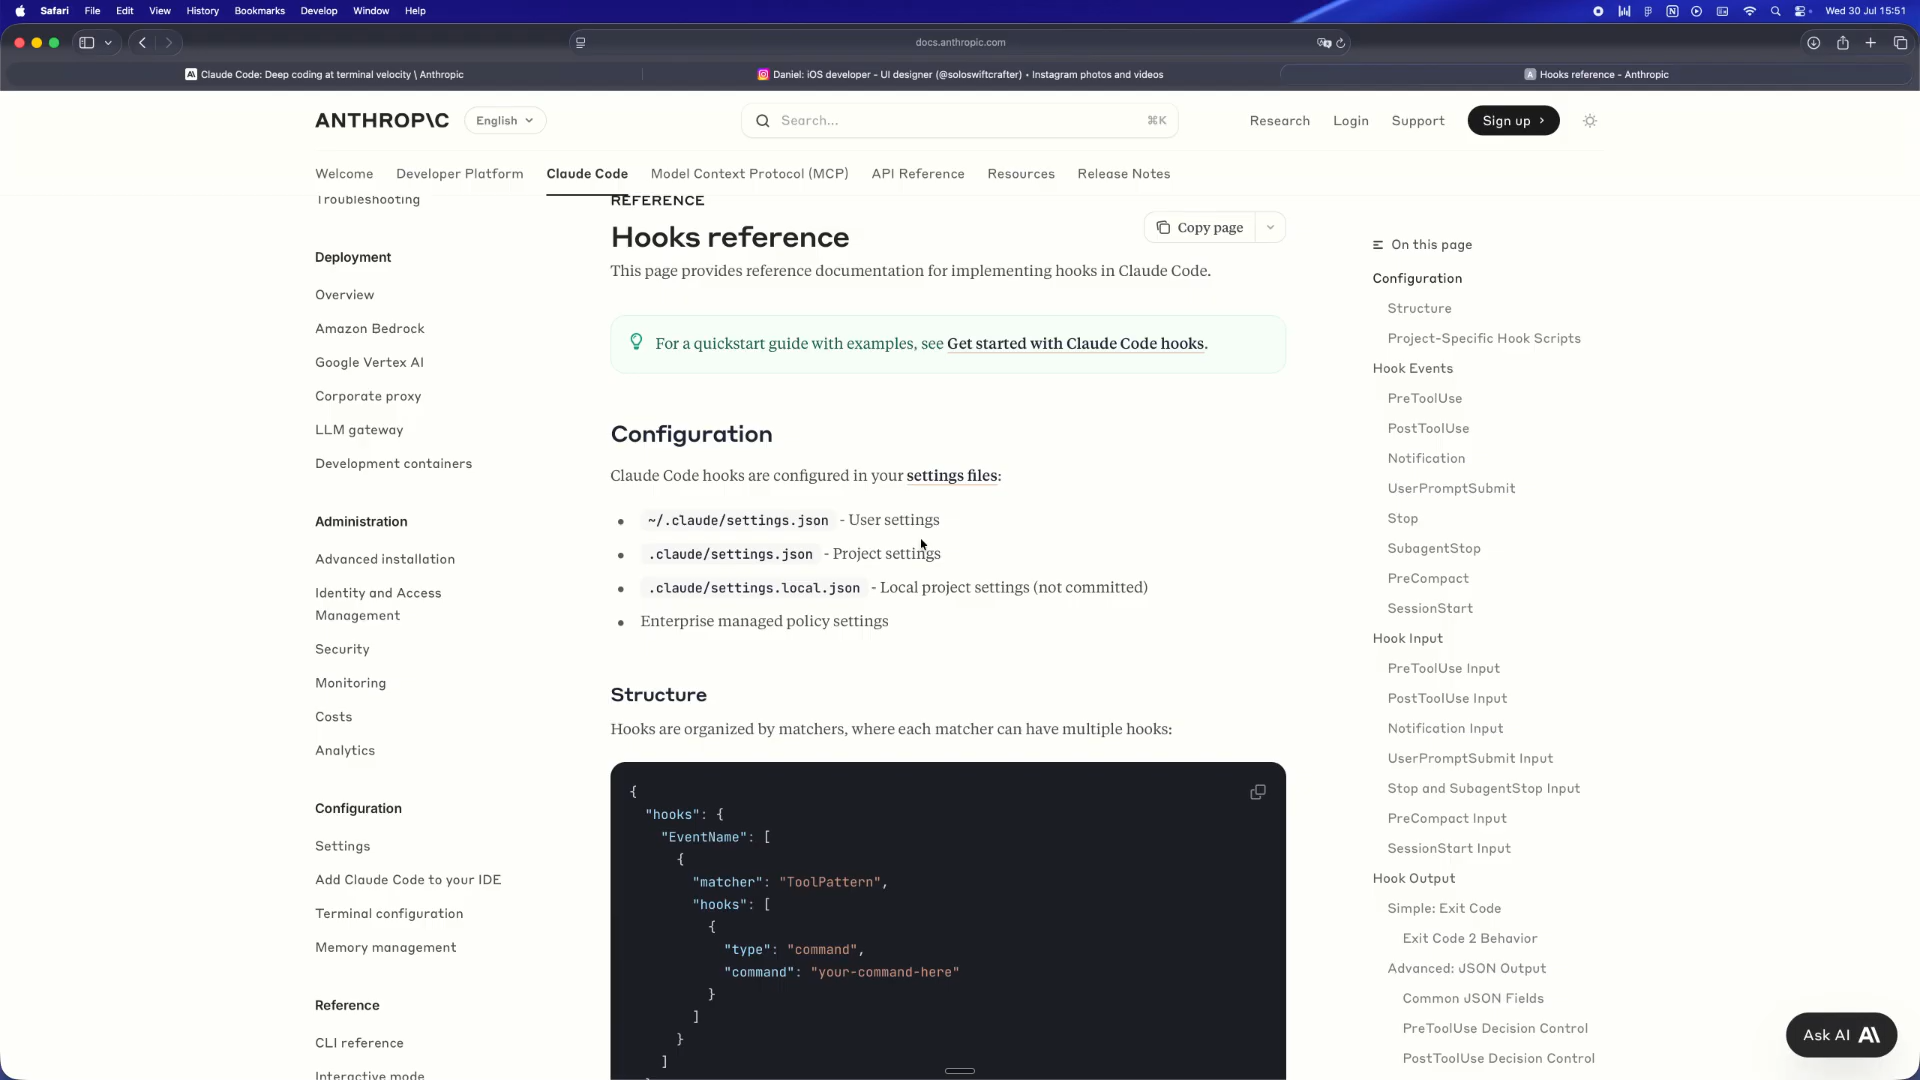 Safari File Edit View History Bookmarks Develop Window Help
Wed 30 Jul 15:51
docs.anthropic.com
Claude Code: Deep coding at terminal velocity \ Anthropic
Daniel: iOS developer - UI designer (@soloswiftcrafter) • Instagram photos and videos
Hooks reference - Anthropic
ANTHROP\C
English
Search...
⌘K
Research
Login
Support
Sign up
Welcome
Developer Platform
Claude Code
Model Context Protocol (MCP)
API Reference
Resources
Release Notes
Troubleshooting
Deployment
Overview
Amazon Bedrock
Google Vertex AI
Corporate proxy
LLM gateway
Development containers
Administration
Advanced installation
Identity and Access
Management
Security
Monitoring
Costs
Analytics
Configuration
Settings
Add Claude Code to your IDE
Terminal configuration
Memory management
Reference
CLI reference
Interactive mode
REFERENCE
Hooks reference
Copy page
This page provides reference documentation for implementing hooks in Claude Code.
For a quickstart guide with examples, see Get started with Claude Code hooks.
Configuration
Claude Code hooks are configured in your settings files:
~/.claude/settings.json - User settings
.claude/settings.json - Project settings
.claude/settings.local.json - Local project settings (not committed)
Enterprise managed policy settings
Structure
Hooks are organized by matchers, where each matcher can have multiple hooks:
{
"hooks": {
"EventName": [
{
"matcher": "ToolPattern",
"hooks": [
{
"type": "command",
"command": "your-command-here"
}
]
}
]
On this page
Configuration
Structure
Project-Specific Hook Scripts
Hook Events
PreToolUse
PostToolUse
Notification
UserPromptSubmit
Stop
SubagentStop
PreCompact
SessionStart
Hook Input
PreToolUse Input
PostToolUse Input
Notification Input
UserPromptSubmit Input
Stop and SubagentStop Input
PreCompact Input
SessionStart Input
Hook Output
Simple: Exit Code
Exit Code 2 Behavior
Advanced: JSON Output
Common JSON Fields
PreToolUse Decision Control
PostToolUse Decision Control
Ask AI